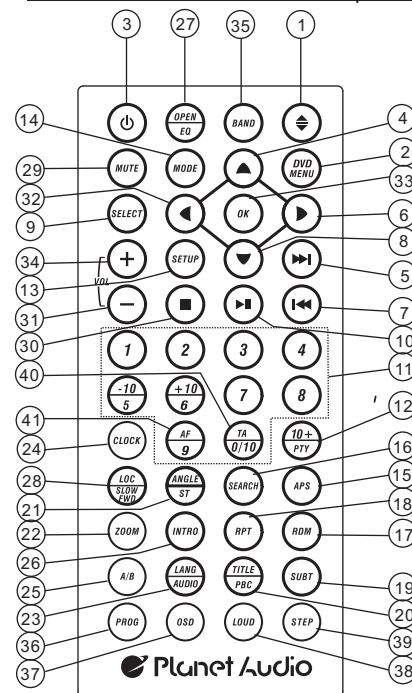 3 27 35 1
OPEN
EQ
BAND
14 4
MUTE MODE DVD
MENU
29 2
32 33
SELECT OK
9 6
34 8
VOL
+ SETUP
13 5
31 − 7
30 10
1 2 3 4
40 11
-10
5
+10
6
7 8
41 12
CLOCK
AF
9
TA
0/10
10+
PTY
24 16
LOC
SLOW
FWD
ANGLE
ST
SEARCH APS
28 15
21 18
ZOOM INTRO RPT RDM
22 17
26
A/B
LANG
AUDIO
TITLE
PBC
SUBT
25 19
23 20
PROG OSD LOUD STEP
36 39
37 38
Planet Audio